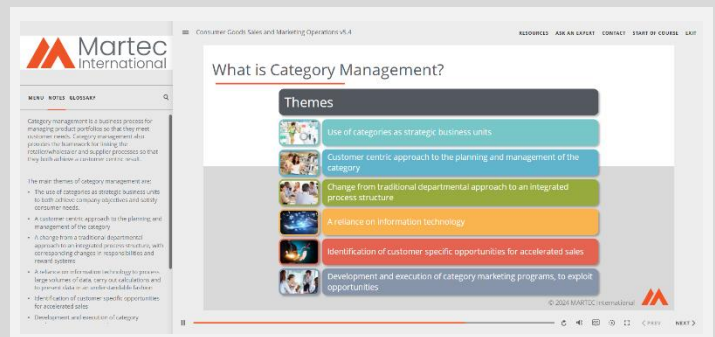 Martec
International
Consumer Goods Sales and Marketing Operations v5.4
RESOURCES ASK AN EXPERT CONTACT START OF COURSE EXIT
MENU NOTES GLOSSARY
Category management is a business process for
managing product portfolios so that they meet
customer needs. Category management also
provides the framework for linking the
retailer/wholesaler and supplier processes so that
they both achieve a customer centric result.
The main themes of category management are:
• The use of categories as strategic business units
to both achieve company objectives and satisfy
consumer needs.
• A customer centric approach to the planning and
management of the category
• A change from a traditional departmental
approach to an integrated process structure, with
corresponding changes in responsibilities and
reward systems
• A reliance on information technology to process
large volumes of data, carry out calculations and
to present data in an understandable fashion
• Identification of customer specific opportunities
for accelerated sales
• Development and execution of category
What is Category Management?
Themes
Use of categories as strategic business units
Customer centric approach to the planning and management of the
category
Change from traditional departmental approach to an integrated
process structure
A reliance on information technology
Identification of customer specific opportunities for accelerated sales
Development and execution of category marketing programs, to exploit
opportunities
© 2024 MARTEC International
< PREV NEXT >